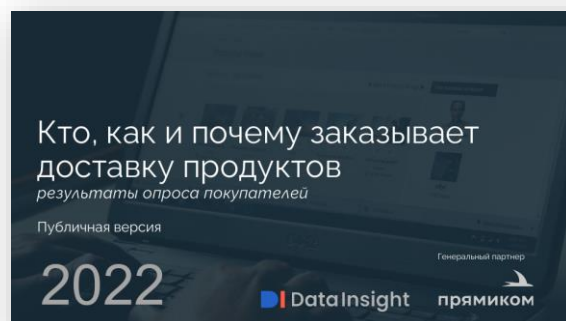 Кто, как и почему заказывает
доставку продуктов
результаты опроса покупателей
Публичная версия
Генеральный партнер
2022
DataInsight
прямиком